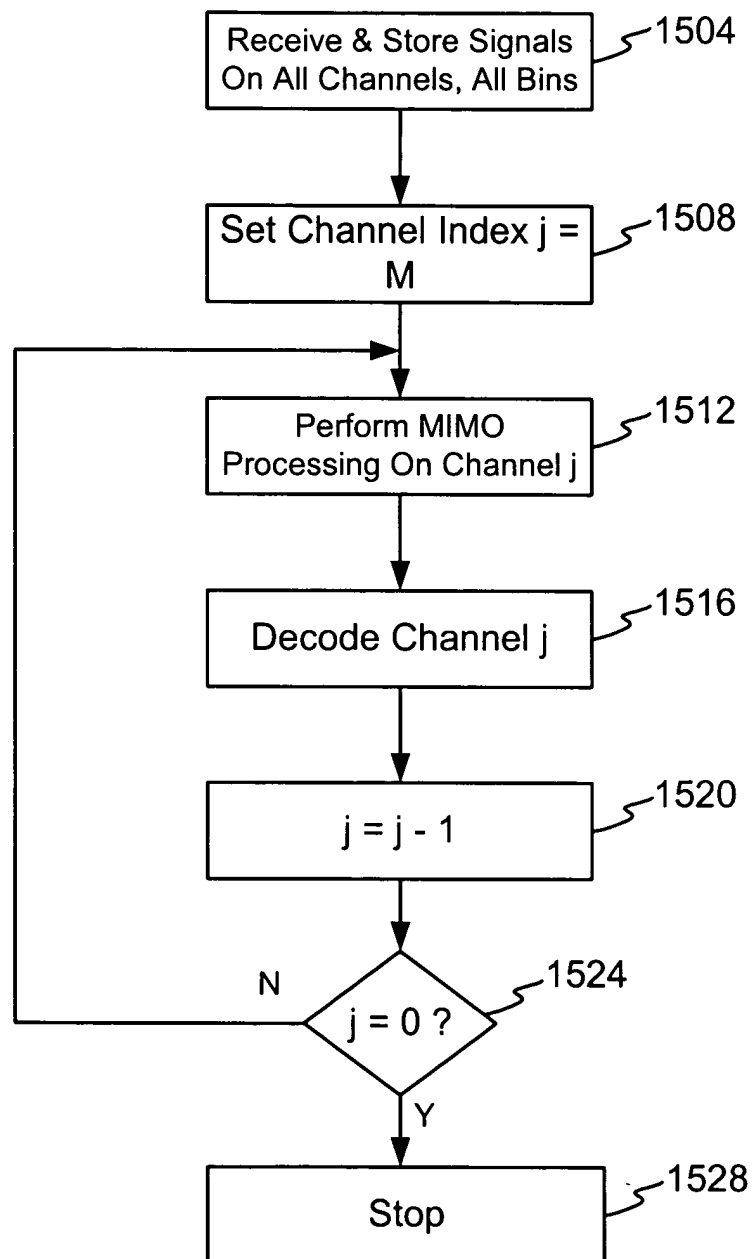 Receive & Store Signals
On All Channels, All Bins
1504
Set Channel Index j =
M
1508
Perform MIMO
Processing On Channel j
1512
Decode Channel j
1516
j = j - 1
1520
N
j = 0 ?
1524
Y
Stop
1528